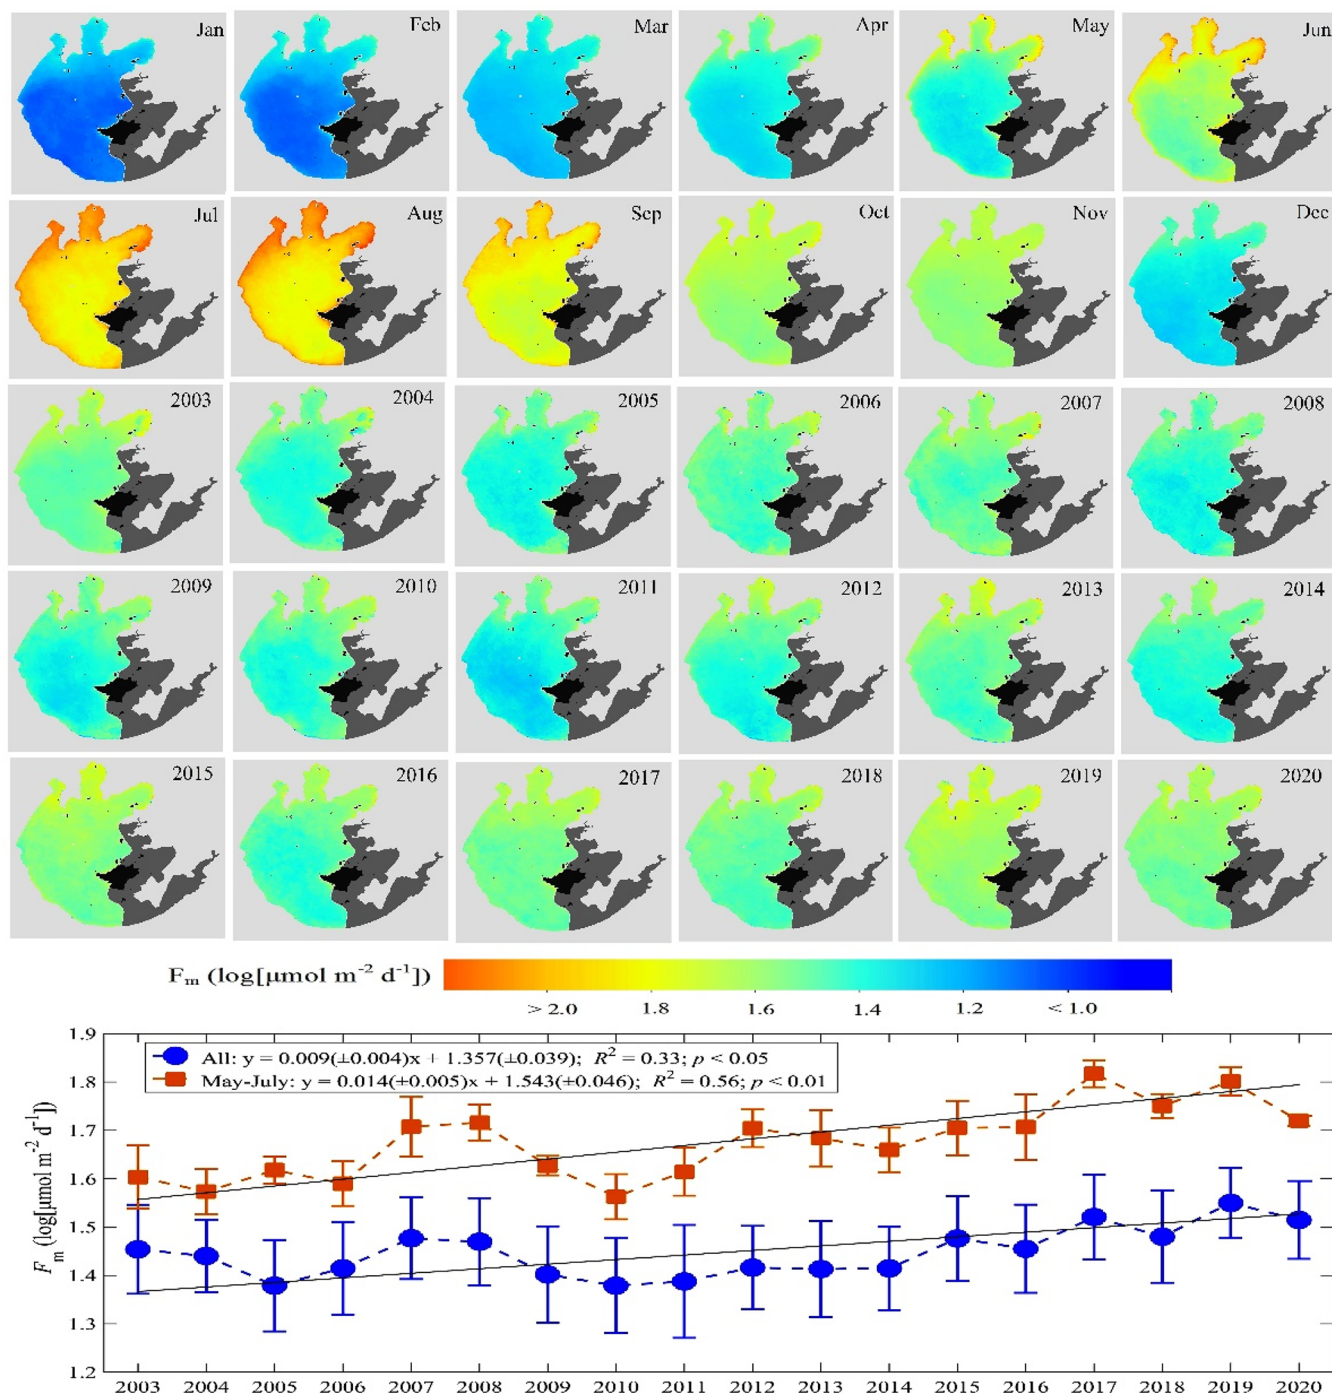 Jan Feb Mar Apr May Jun
Jul Aug Sep Oct Nov Dec
2003 2004 2005 2006 2007 2008
2009 2010 2011 2012 2013 2014
2015 2016 2017 2018 2019 2020
Fₘ (log[μmol m⁻² d⁻¹])
> 2.0 1.8 1.6 1.4 1.2 < 1.0
1.9
All: y = 0.009(±0.004)x + 1.357(±0.039); R² = 0.33; p < 0.05
May-July: y = 0.014(±0.005)x + 1.543(±0.046); R² = 0.56; p < 0.01
1.8
1.7
1.6
1.5
1.4
1.3
1.2
Fₘ (log[μmol m⁻² d⁻¹])
2003 2004 2005 2006 2007 2008 2009 2010 2011 2012 2013 2014 2015 2016 2017 2018 2019 2020